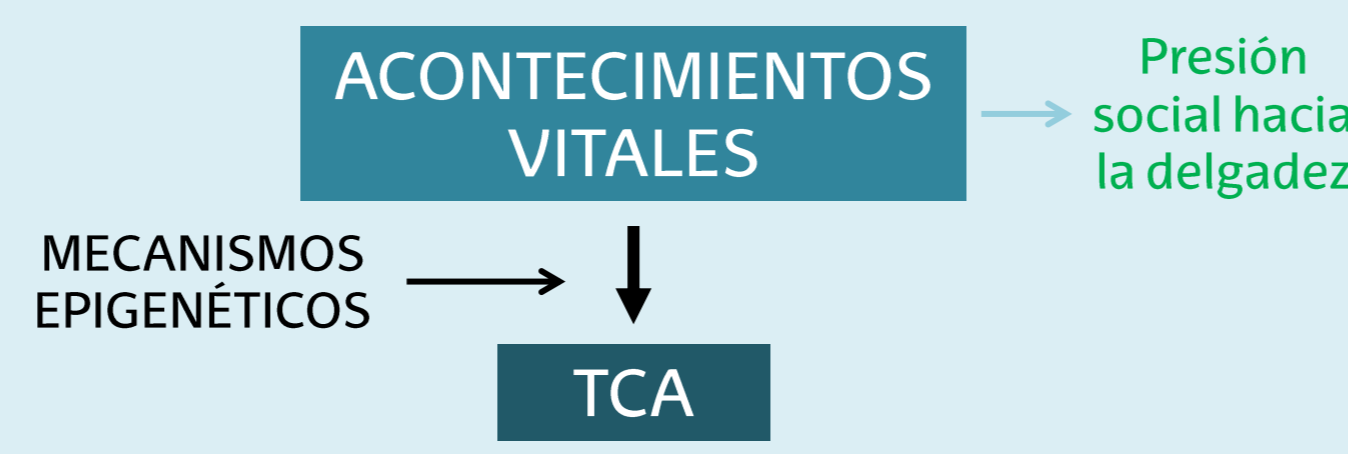 ACONTECIMIENTOS
VITALES
Presión
social hacia
la delgadez
MECANISMOS
EPIGENÉTICOS
TCA